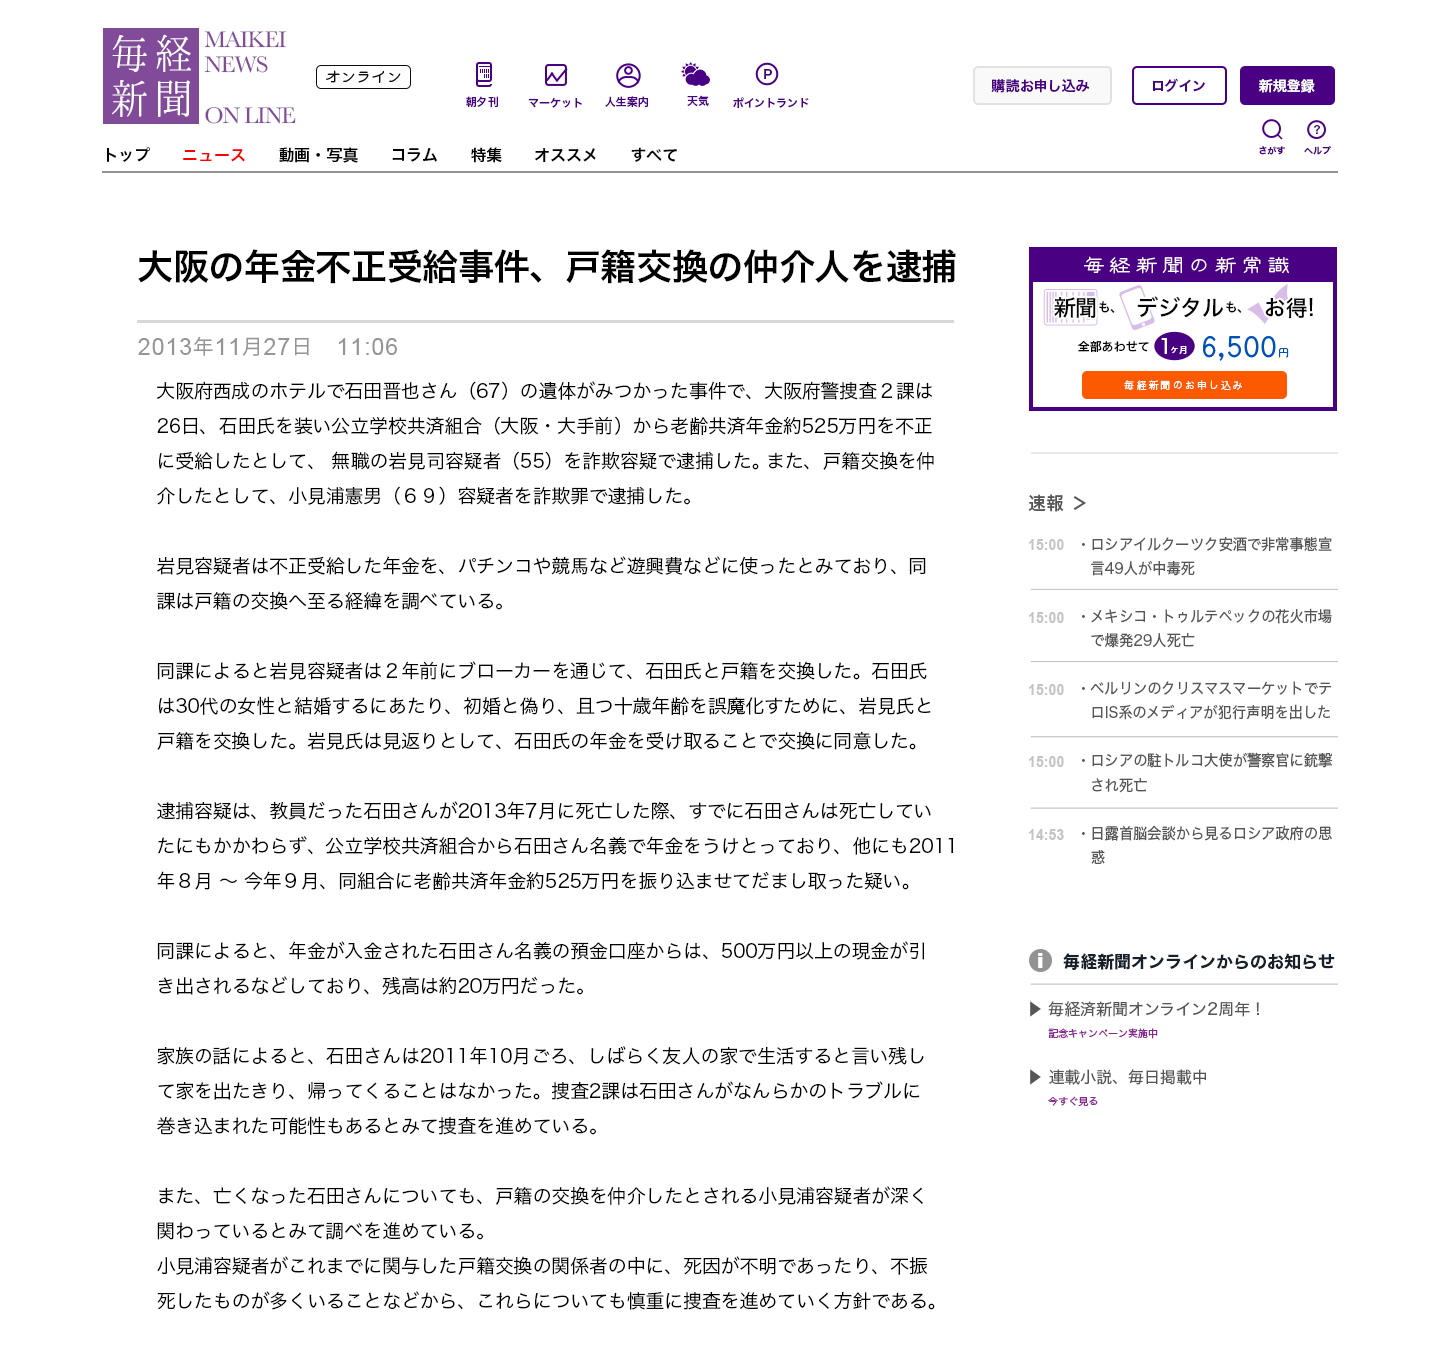 毎経新聞
MAIKEI
NEWS
ON LINE
オンライン
朝夕刊
マーケット
人生案内
天気
P
ポイントランド
購読お申し込み
ログイン
新規登録
さがす
?
ヘルプ
トップ
ニュース
動画・写真
コラム
特集
オススメ
すべて
大阪の年金不正受給事件、戸籍交換の仲介人を逮捕
2013年11月27日 11:06
大阪府西成のホテルで石田晋也さん（67）の遺体がみつかった事件で、大阪府警捜査２課は
26日、石田氏を装い公立学校共済組合（大阪・大手前）から老齢共済年金約525万円を不正
に受給したとして、 無職の岩見司容疑者（55）を詐欺容疑で逮捕した。また、戸籍交換を仲
介したとして、小見浦憲男（６９）容疑者を詐欺罪で逮捕した。
岩見容疑者は不正受給した年金を、パチンコや競馬など遊興費などに使ったとみており、同
課は戸籍の交換へ至る経緯を調べている。
同課によると岩見容疑者は２年前にブローカーを通じて、石田氏と戸籍を交換した。石田氏
は30代の女性と結婚するにあたり、初婚と偽り、且つ十歳年齢を誤魔化すために、岩見氏と
戸籍を交換した。岩見氏は見返りとして、石田氏の年金を受け取ることで交換に同意した。
逮捕容疑は、教員だった石田さんが2013年7月に死亡した際、すでに石田さんは死亡してい
たにもかかわらず、公立学校共済組合から石田さん名義で年金をうけとっており、他にも2011
年８月 〜 今年９月、同組合に老齢共済年金約525万円を振り込ませてだまし取った疑い。
同課によると、年金が入金された石田さん名義の預金口座からは、500万円以上の現金が引
き出されるなどしており、残高は約20万円だった。
家族の話によると、石田さんは2011年10月ごろ、しばらく友人の家で生活すると言い残し
て家を出たきり、帰ってくることはなかった。捜査2課は石田さんがなんらかのトラブルに
巻き込まれた可能性もあるとみて捜査を進めている。
また、亡くなった石田さんについても、戸籍の交換を仲介したとされる小見浦容疑者が深く
関わっているとみて調べを進めている。
小見浦容疑者がこれまでに関与した戸籍交換の関係者の中に、死因が不明であったり、不振
死したものが多くいることなどから、これらについても慎重に捜査を進めていく方針である。
毎経新聞の新常識
新聞も、デジタルも、お得!
全部あわせて 1ヶ月 6,500円
毎経新聞のお申し込み
速報 ＞
15:00 ・ロシアイルクーツク安酒で非常事態宣
言49人が中毒死
15:00 ・メキシコ・トゥルテペックの花火市場
で爆発29人死亡
15:00 ・ベルリンのクリスマスマーケットでテ
ロIS系のメディアが犯行声明を出した
15:00 ・ロシアの駐トルコ大使が警察官に銃撃
され死亡
14:53 ・日露首脳会談から見るロシア政府の思
惑
i 毎経新聞オンラインからのお知らせ
▶ 毎経済新聞オンライン2周年！
記念キャンペーン実施中
▶ 連載小説、毎日掲載中
今すぐ見る